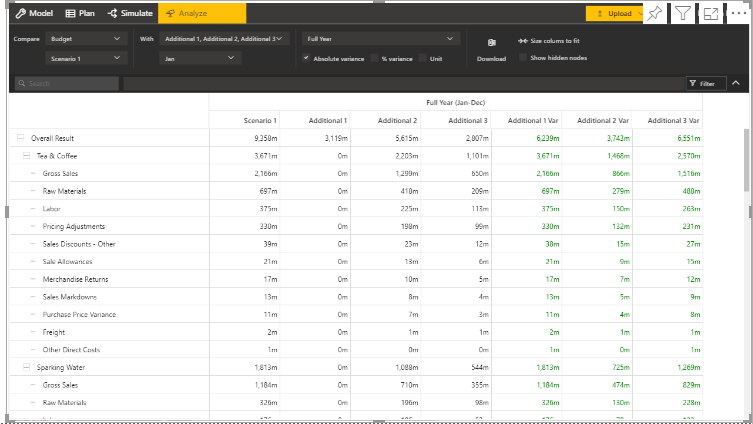 Model Plan Simulate Analyze Upload
Compare Budget With Additional 1, Additional 2, Additional 3 Full Year Size colums to fit
Scenario 1 Jan Absolute variance % variance Unit Download Show hidden nodes
Search Filter
Full Year (Jan-Dec)
Scenario 1 Additional 1 Additional 2 Additional 3 Additional 1 Var Additional 2 Var Additional 3 Var
Overall Result 9,358m 3,119m 5,615m 2,807m 6,239m 3,743m 6,551m
Tea & Coffee 3,671m 0m 2,203m 1,101m 3,671m 1,468m 2,570m
Gross Sales 2,166m 0m 1,299m 650m 2,166m 866m 1,516m
Raw Materials 697m 0m 418m 209m 697m 279m 488m
Labor 375m 0m 225m 113m 375m 150m 263m
Pricing Adjustments 330m 0m 198m 99m 330m 132m 231m
Sales Discounts - Other 39m 0m 23m 12m 38m 15m 27m
Sale Allowances 21m 0m 13m 6m 21m 9m 15m
Merchandise Returns 17m 0m 10m 5m 17m 7m 12m
Sales Markdowns 13m 0m 8m 4m 13m 5m 9m
Purchase Price Variance 11m 0m 7m 3m 11m 4m 8m
Freight 2m 0m 1m 1m 2m 1m 1m
Other Direct Costs 1m 0m 0m 0m 1m 0m 1m
Sparking Water 1,813m 0m 1,088m 544m 1,813m 725m 1,269m
Gross Sales 1,184m 0m 710m 355m 1,184m 474m 829m
Raw Materials 326m 0m 196m 98m 326m 130m 228m